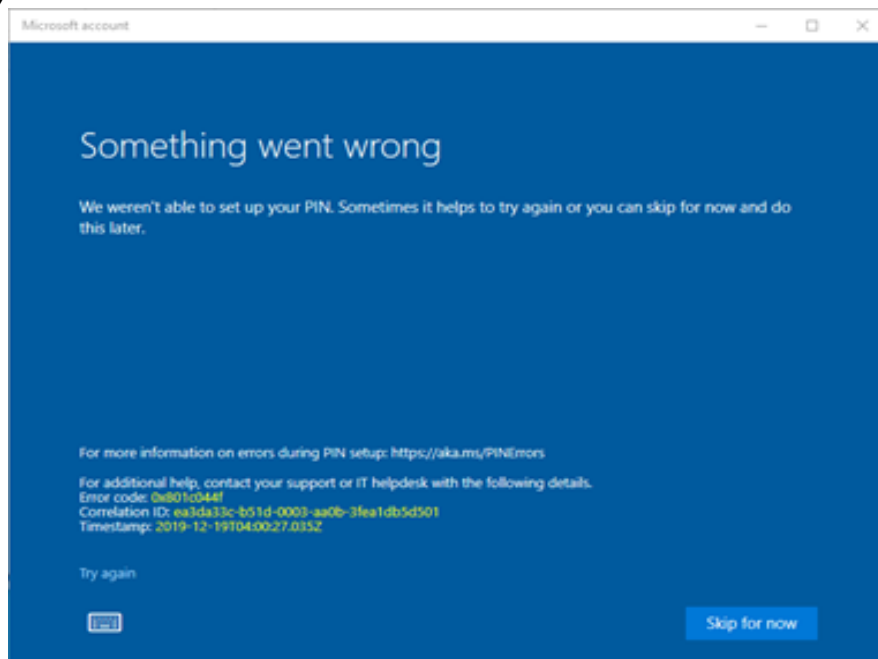 Microsoft account
Something went wrong
We weren't able to set up your PIN. Sometimes it helps to try again or you can skip for now and do
this later.
For more information on errors during PIN setup: https://aka.ms/PINErrors
For additional help, contact your support or IT helpdesk with the following details.
Error code: 0x801c044f
Correlation ID: ea3da33c-b51d-0003-aa0b-3fea1db5d501
Timestamp: 2019-12-19T04:00:27.035Z
Try again
Skip for now